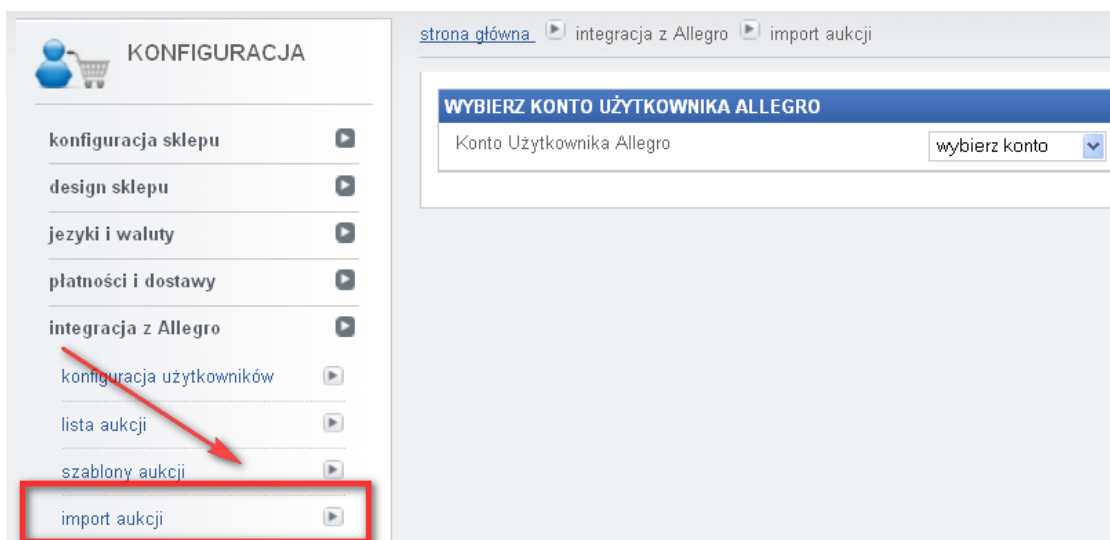 KONFIGURACJA
konfiguracja sklepu
design sklepu
jezyki i waluty
płatności i dostawy
integracja z Allegro
konfiguracja użytkowników
lista aukcji
szablony aukcji
import aukcji
strona główna integracja z Allegro import aukcji
WYBIERZ KONTO UŻYTKOWNIKA ALLEGRO
Konto Użytkownika Allegro wybierz konto